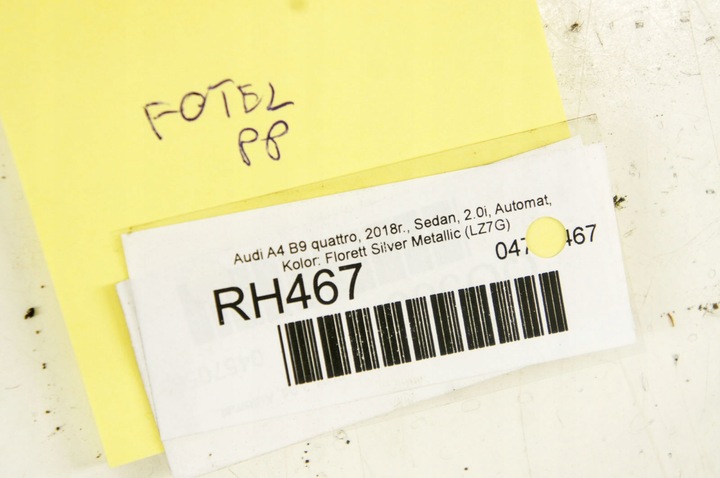 FOTEL
PP
Audi A4 B9 quattro, 2018r., Sedan, 2.0i, Automat,
Kolor: Florett Silver Metallic (LZ7G)
RH467